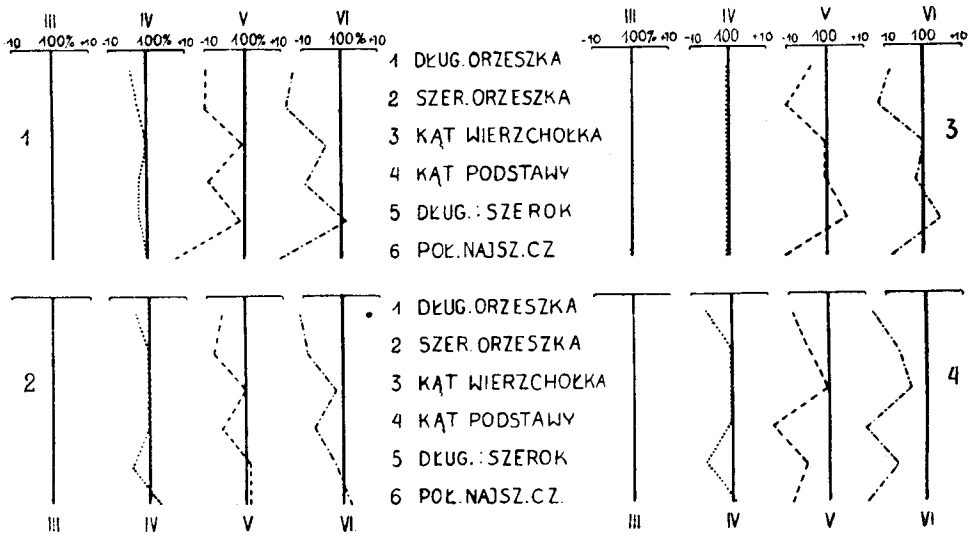 III IV V VI III IV V VI
-10 100% +10 -10 100% +10 -10 100% +10 -10 100% +10 -10 100% +10 -10 100 +10 -10 100 +10 -10 100 +10
1 DŁUG. ORZESZKA
2 SZER. ORZESZKA
1 3 KĄT WIERZCHOŁKA 3
4 KĄT PODSTAWY
5 DŁUG. : SZEROK
6 POŁ. NAJSZ. CZ
1 DŁUG. ORZESZKA
2 SZER. ORZESZKA
2 3 KĄT WIERZCHOŁKA 4
4 KĄT PODSTAWY
5 DŁUG. : SZEROK
6 POŁ. NAJSZ. CZ.
III IV V VI III IV V VI